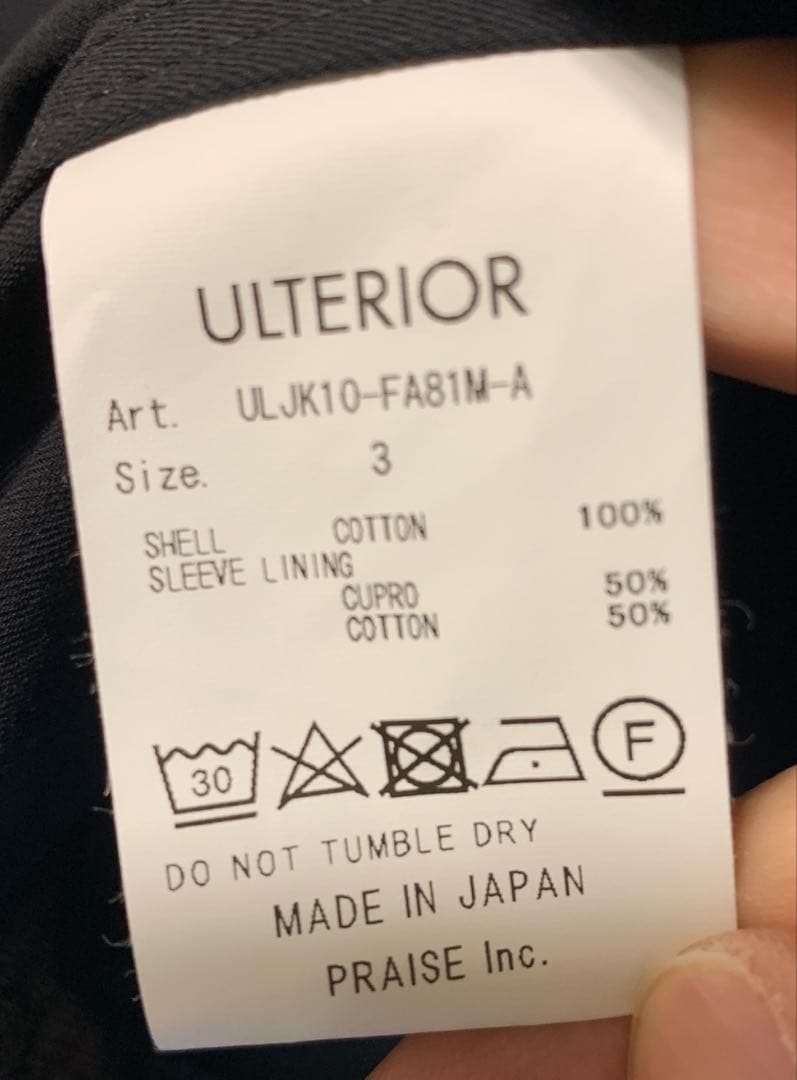 ULTERIOR
Art. ULJK10-FA81M-A
Size. 3
SHELL COTTON 100%
SLEEVE LINING
CUPRO 50%
COTTON 50%
30 F
DO NOT TUMBLE DRY
MADE IN JAPAN
PRAISE Inc.